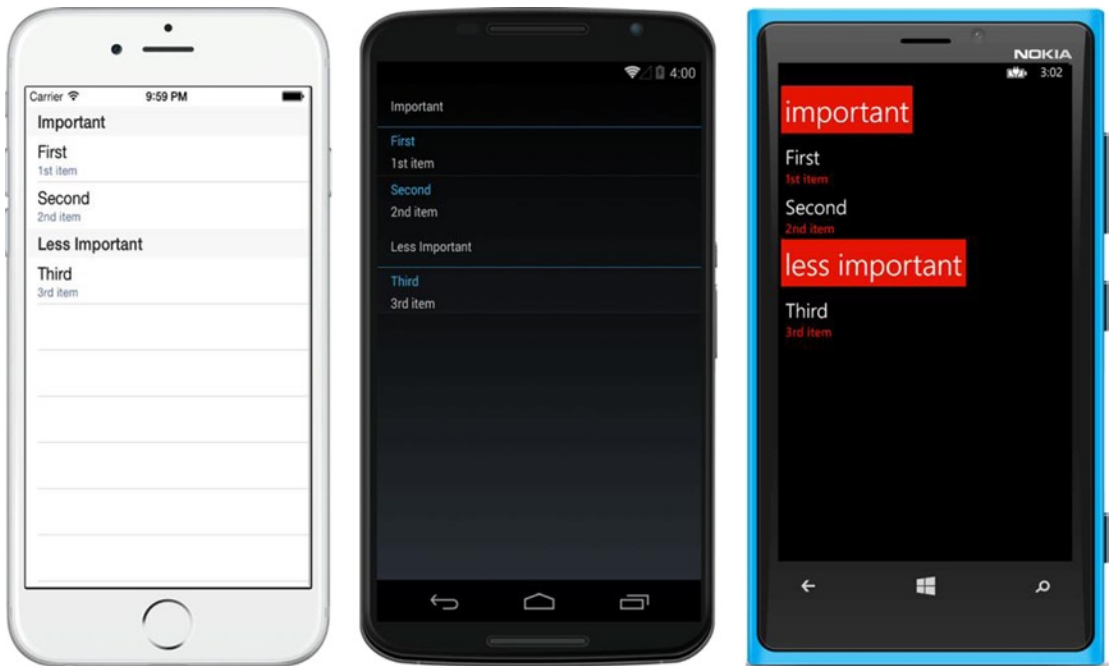 Carrier 9:59 PM
Important
First
1st item
Second
2nd item
Less Important
Third
3rd item
4:00
Important
First
1st item
Second
2nd item
Less Important
Third
3rd item
NOKIA
3:02
important
First
1st item
Second
2nd item
less important
Third
3rd item